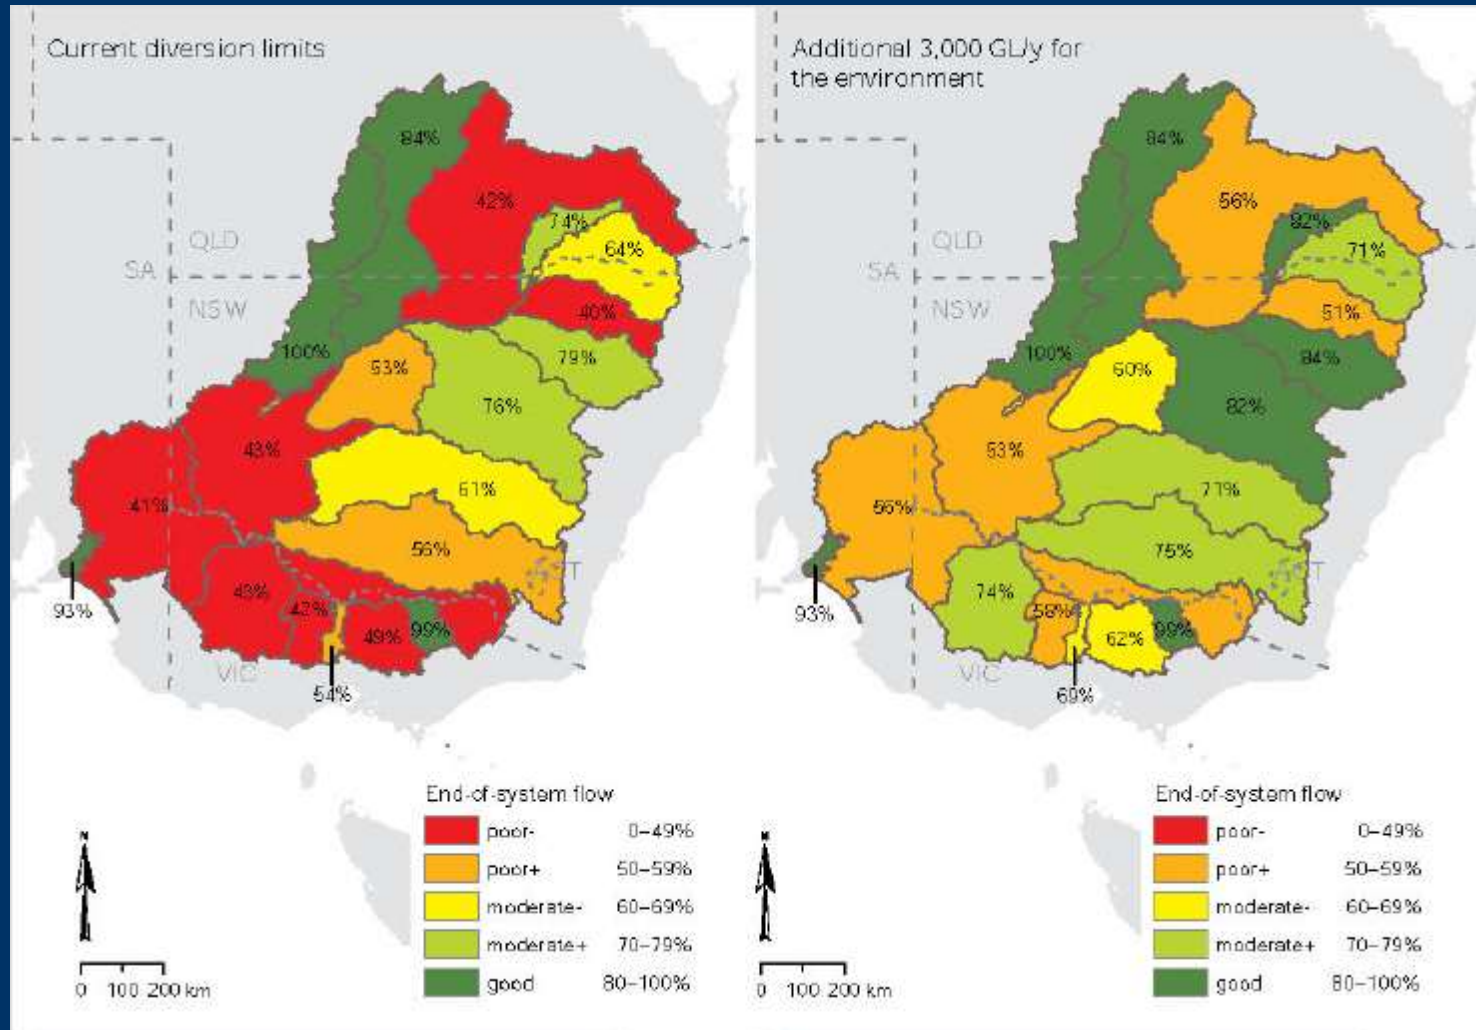 Current diversion limits
84%
42%
74%
64%
QLD
SA
NSW
40%
100%
53%
79%
76%
43%
61%
41%
56%
93%
43%
42%
49%
99%
VIC
54%
End-of-system flow
poor- 0–49%
poor+ 50–59%
moderate- 60–69%
moderate+ 70–79%
good 80–100%
N
0 100 200 km
Additional 3,000 GL/y for
the environment
84%
56%
82%
71%
QLD
SA
NSW
51%
100%
60%
84%
82%
53%
71%
56%
75%
93%
74%
58%
62%
99%
VIC
69%
End-of-system flow
poor- 0–49%
poor+ 50–59%
moderate- 60–69%
moderate+ 70–79%
good 80–100%
N
0 100 200 km